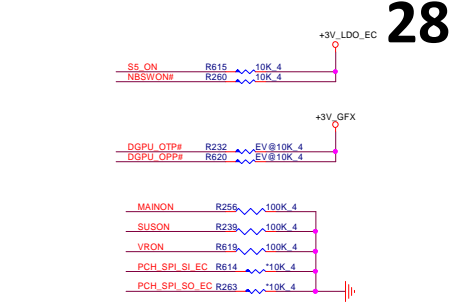 28
+3V_LDO_EC
S5_ON R615 10K_4
NBSWON# R260 10K_4
+3V_GFX
DGPU_OTP# R232 EV@10K_4
DGPU_OPP# R620 EV@10K_4
MAINON R256 100K_4
SUSON R239 100K_4
VRON R619 100K_4
PCH_SPI_SI_EC R614 *10K_4
PCH_SPI_SO_EC R263 *10K_4